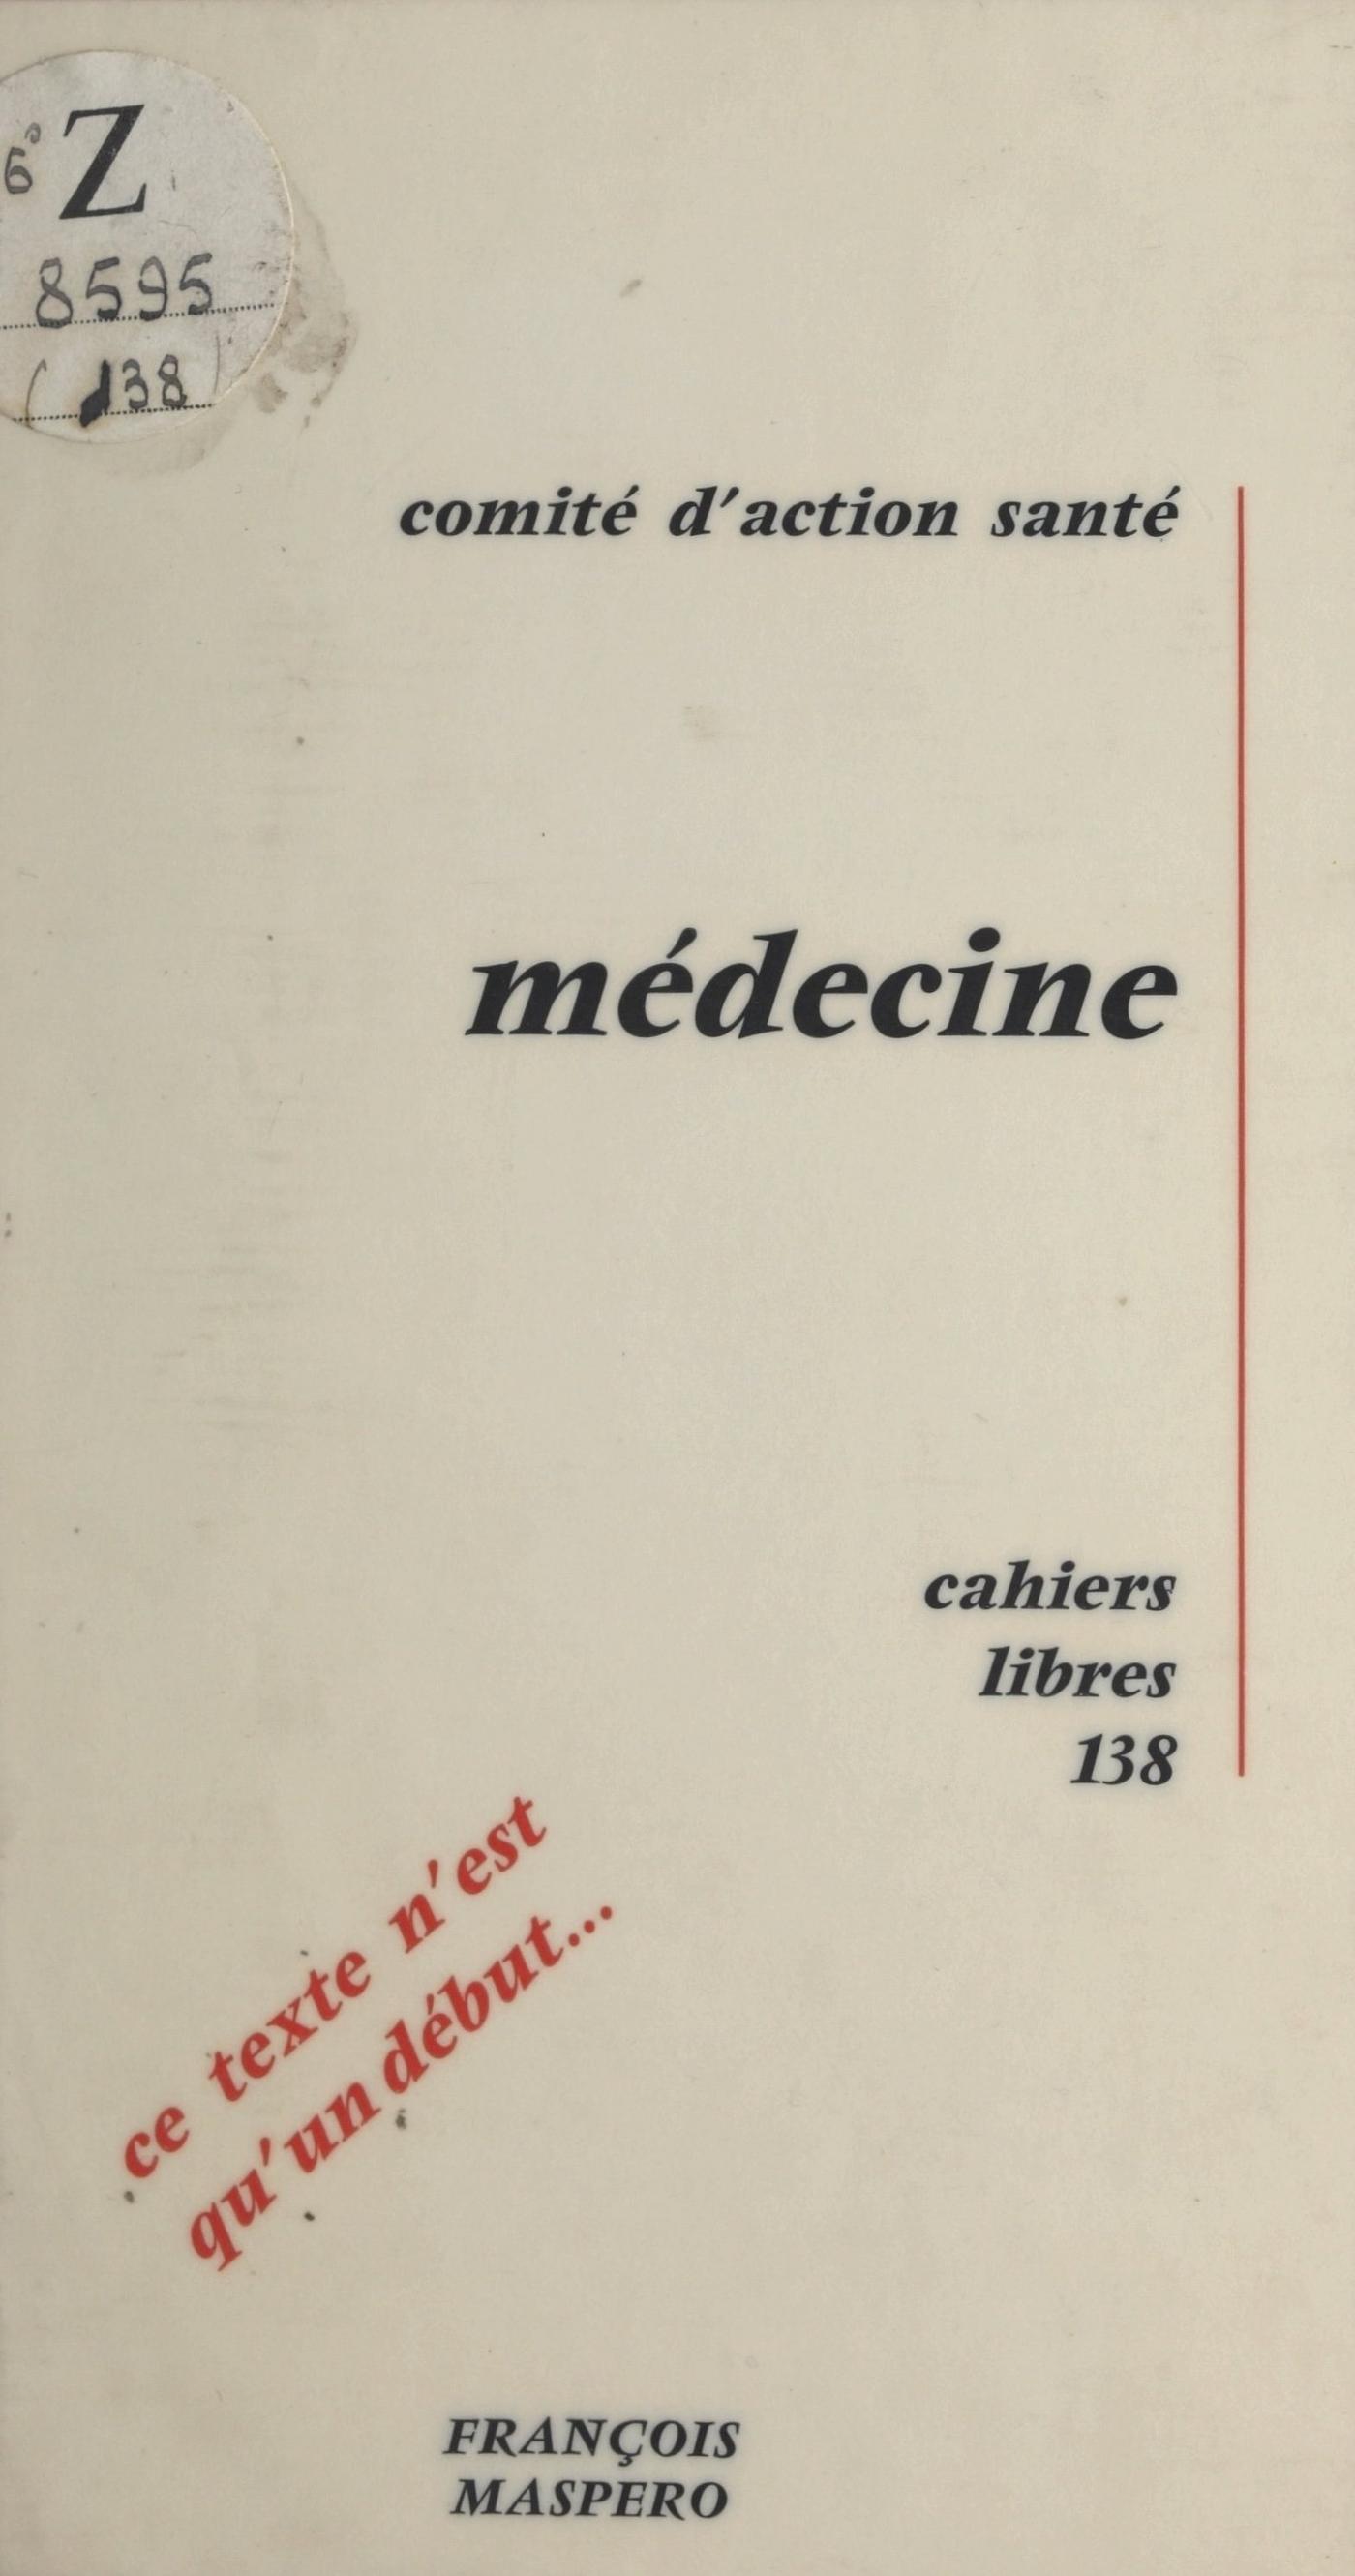 6° Z
8595
(138)
comité d'action santé
médecine
cahiers
libres
138
ce texte n'est
qu'un début...
FRANÇOIS
MASPERO